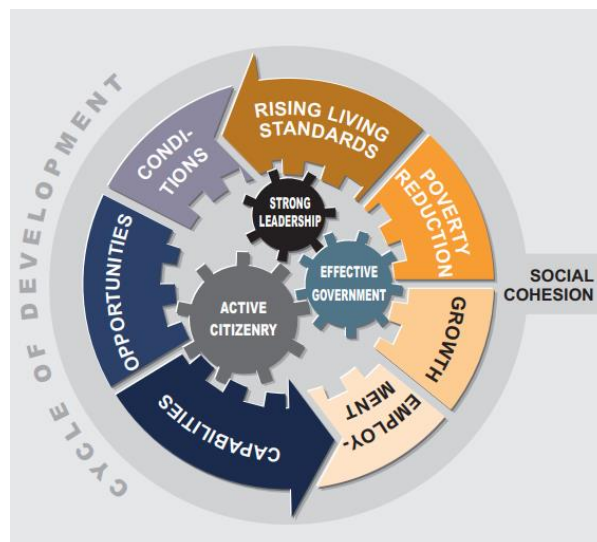 CYCLE OF DEVELOPMENT
RISING LIVING
STANDARDS
POVERTY
REDUCTION
GROWTH
EMPLOY-
MENT
CAPABILITIES
OPPORTUNITIES
CONDI-
TIONS
STRONG
LEADERSHIP
EFFECTIVE
GOVERNMENT
ACTIVE
CITIZENRY
SOCIAL
COHESION